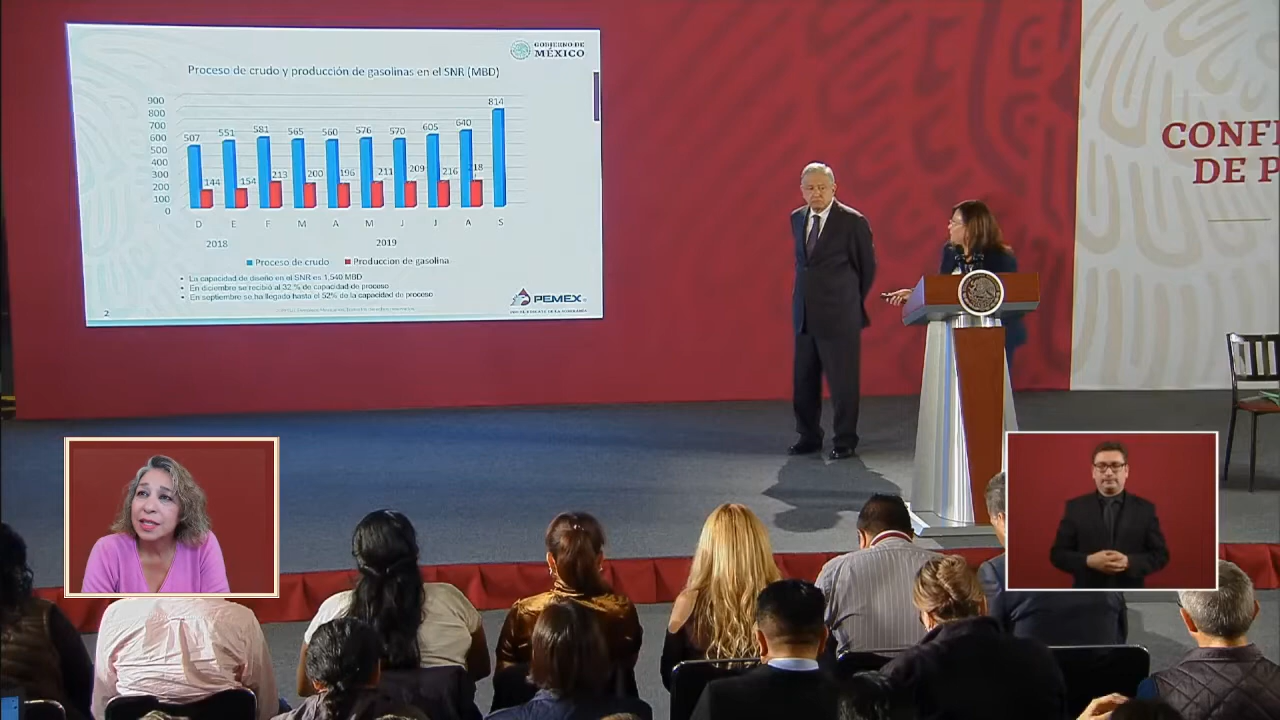 GOBIERNO DE
MÉXICO
Proceso de crudo y producción de gasolinas en el SNR (MBD)
900
800
700
600
500
400
300
200
100
0
507 551 581 565 560 576 570 605 640 814
144 154 213 200 196 211 209 216 218
D E F M A M J J A S
2018 2019
Proceso de crudo Produccion de gasolina
• La capacidad de diseño en el SNR es 1,540 MBD
• En diciembre se recibió al 32 % de capacidad de proceso
• En septiembre se ha llegado hasta el 52% de la capacidad de proceso
2
PEMEX
CONF
DE P